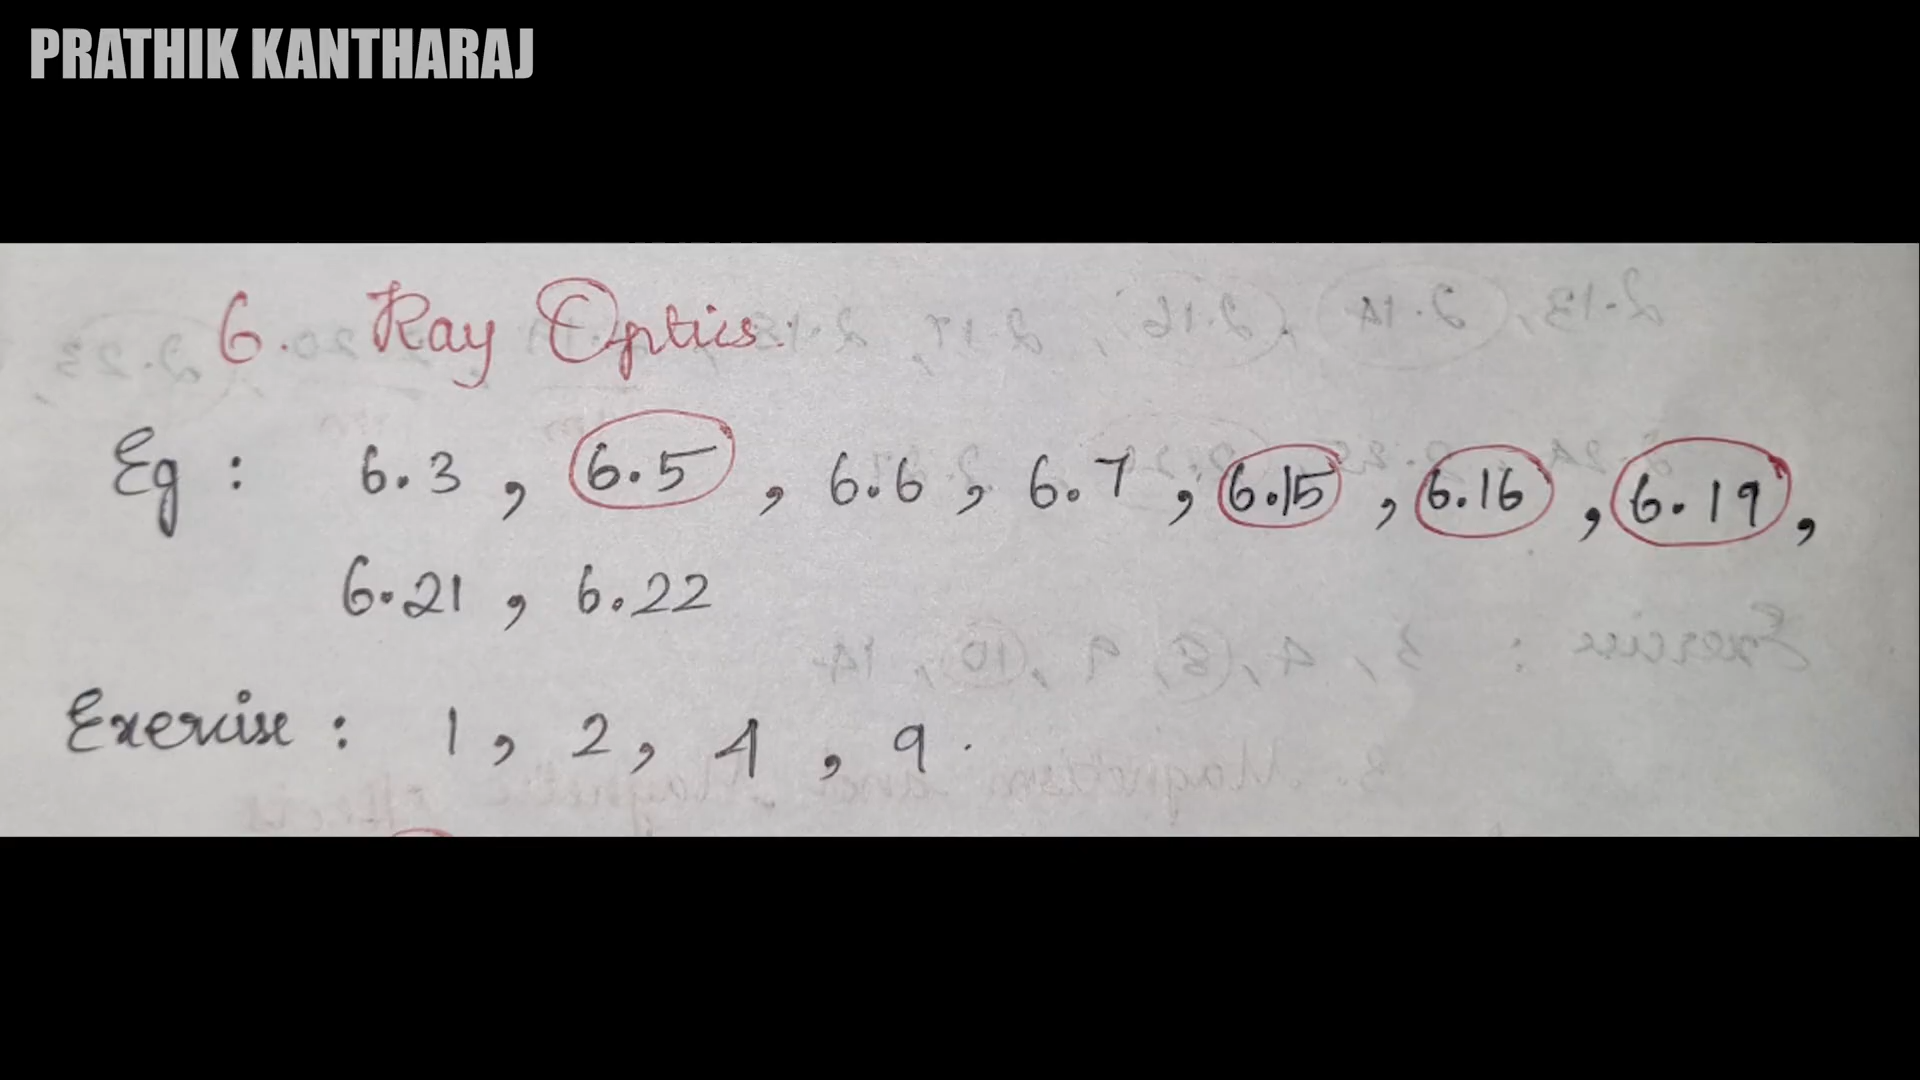 PRATHIK KANTHARAJ
6. Ray Optics:
Eg : 6.3 , 6.5 , 6.6 , 6.7 , 6.15 , 6.16 , 6.19 ,
6.21 , 6.22
Exercise : 1 , 2 , 4 , 9 .